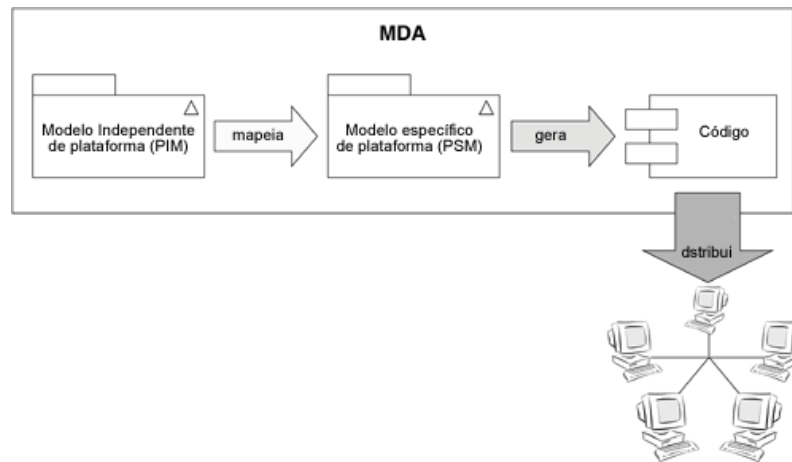 MDA
Modelo Independente
de plataforma (PIM)
mapeia
Modelo específico
de plataforma (PSM)
gera
Código
dstribui